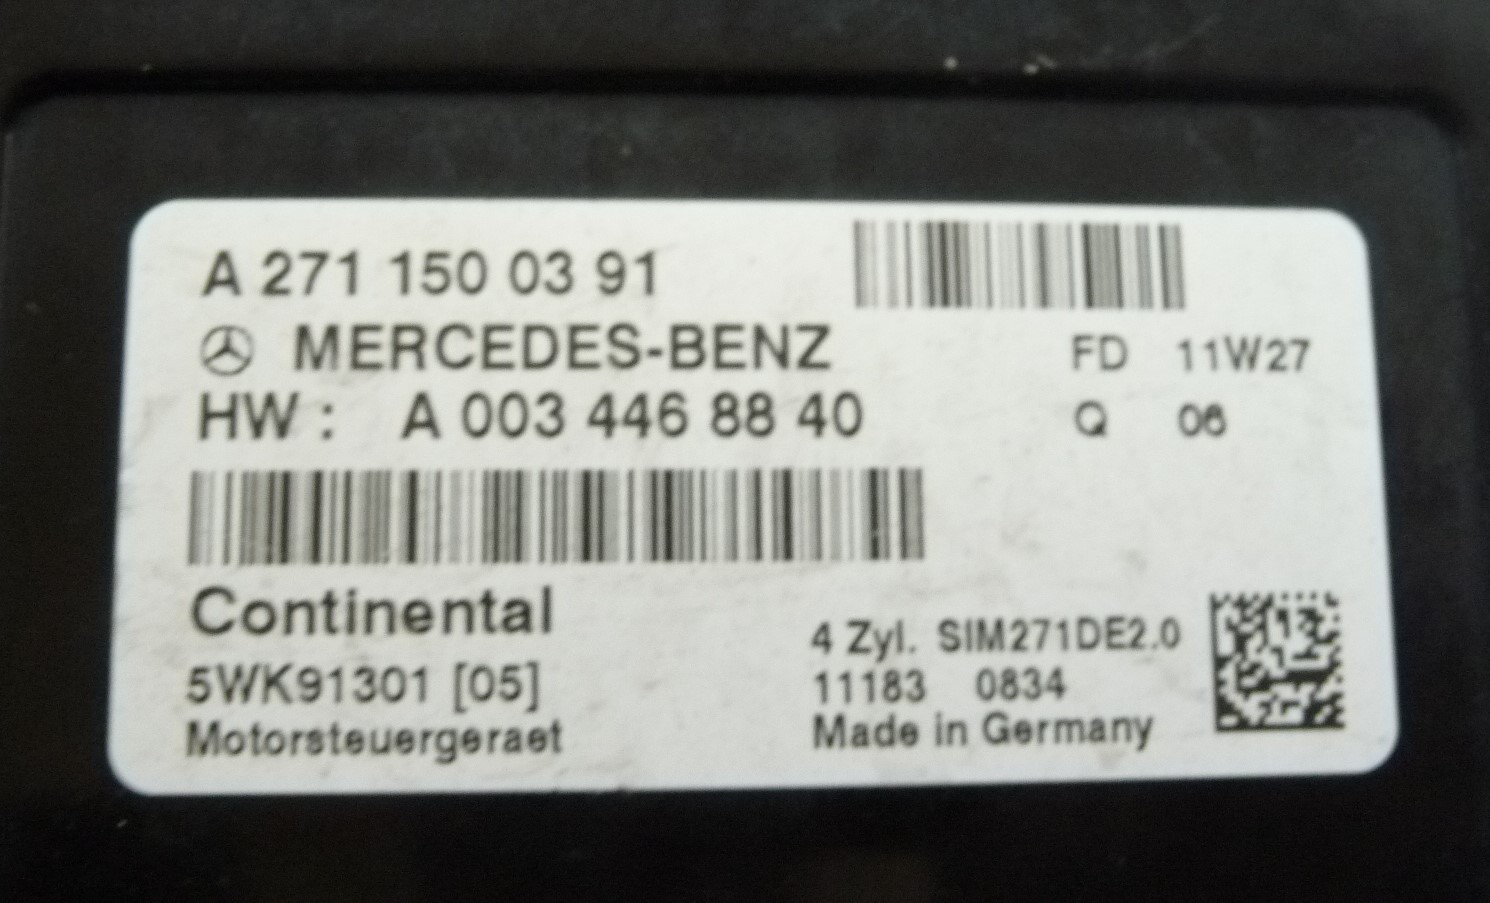 A 271 150 03 91
MERCEDES-BENZ
FD 11W27
HW : A 003 446 88 40
Q 06
Continental
5WK91301 [05]
Motorsteuergeraet
4 Zyl. SIM271DE2.0
11183 0834
Made in Germany